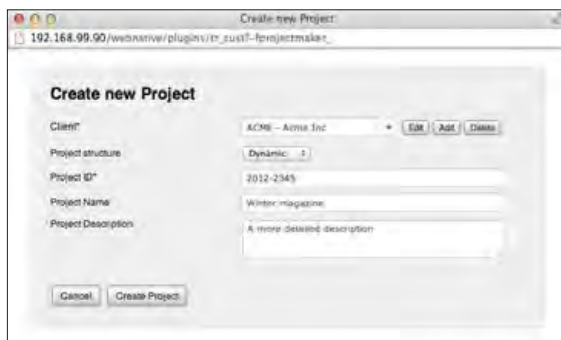 Create new Project
192.168.99.90/webnative/plugins/tr_cust?-fprojectmaker_
Create new Project
Client* ACME – Acme Inc Edit Add Delete
Project structure Dynamic
Project ID* 2012-2345
Project Name Winter magazine
Project Description A more detailed description
Cancel Create Project